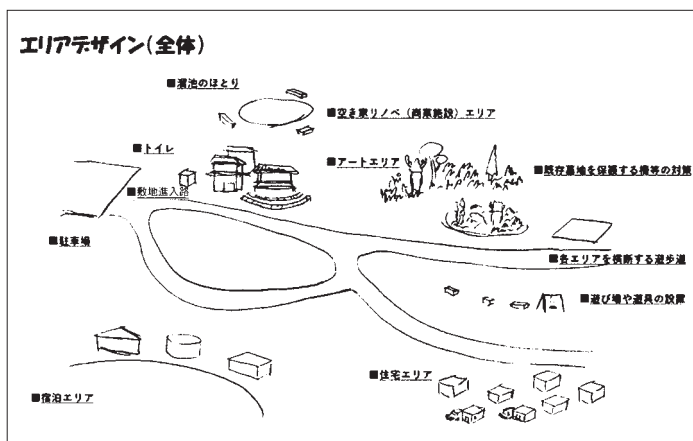 エリアデザイン(全体)
■溜池のほとり
■空き家リノベ(商業施設)エリア
■トイレ
■アートエリア
■既存墓地を保護する柵等の対策
■敷地進入路
■駐車場
■各エリアを横断する遊歩道
■遊び場や遊具の設置
■住宅エリア
■宿泊エリア